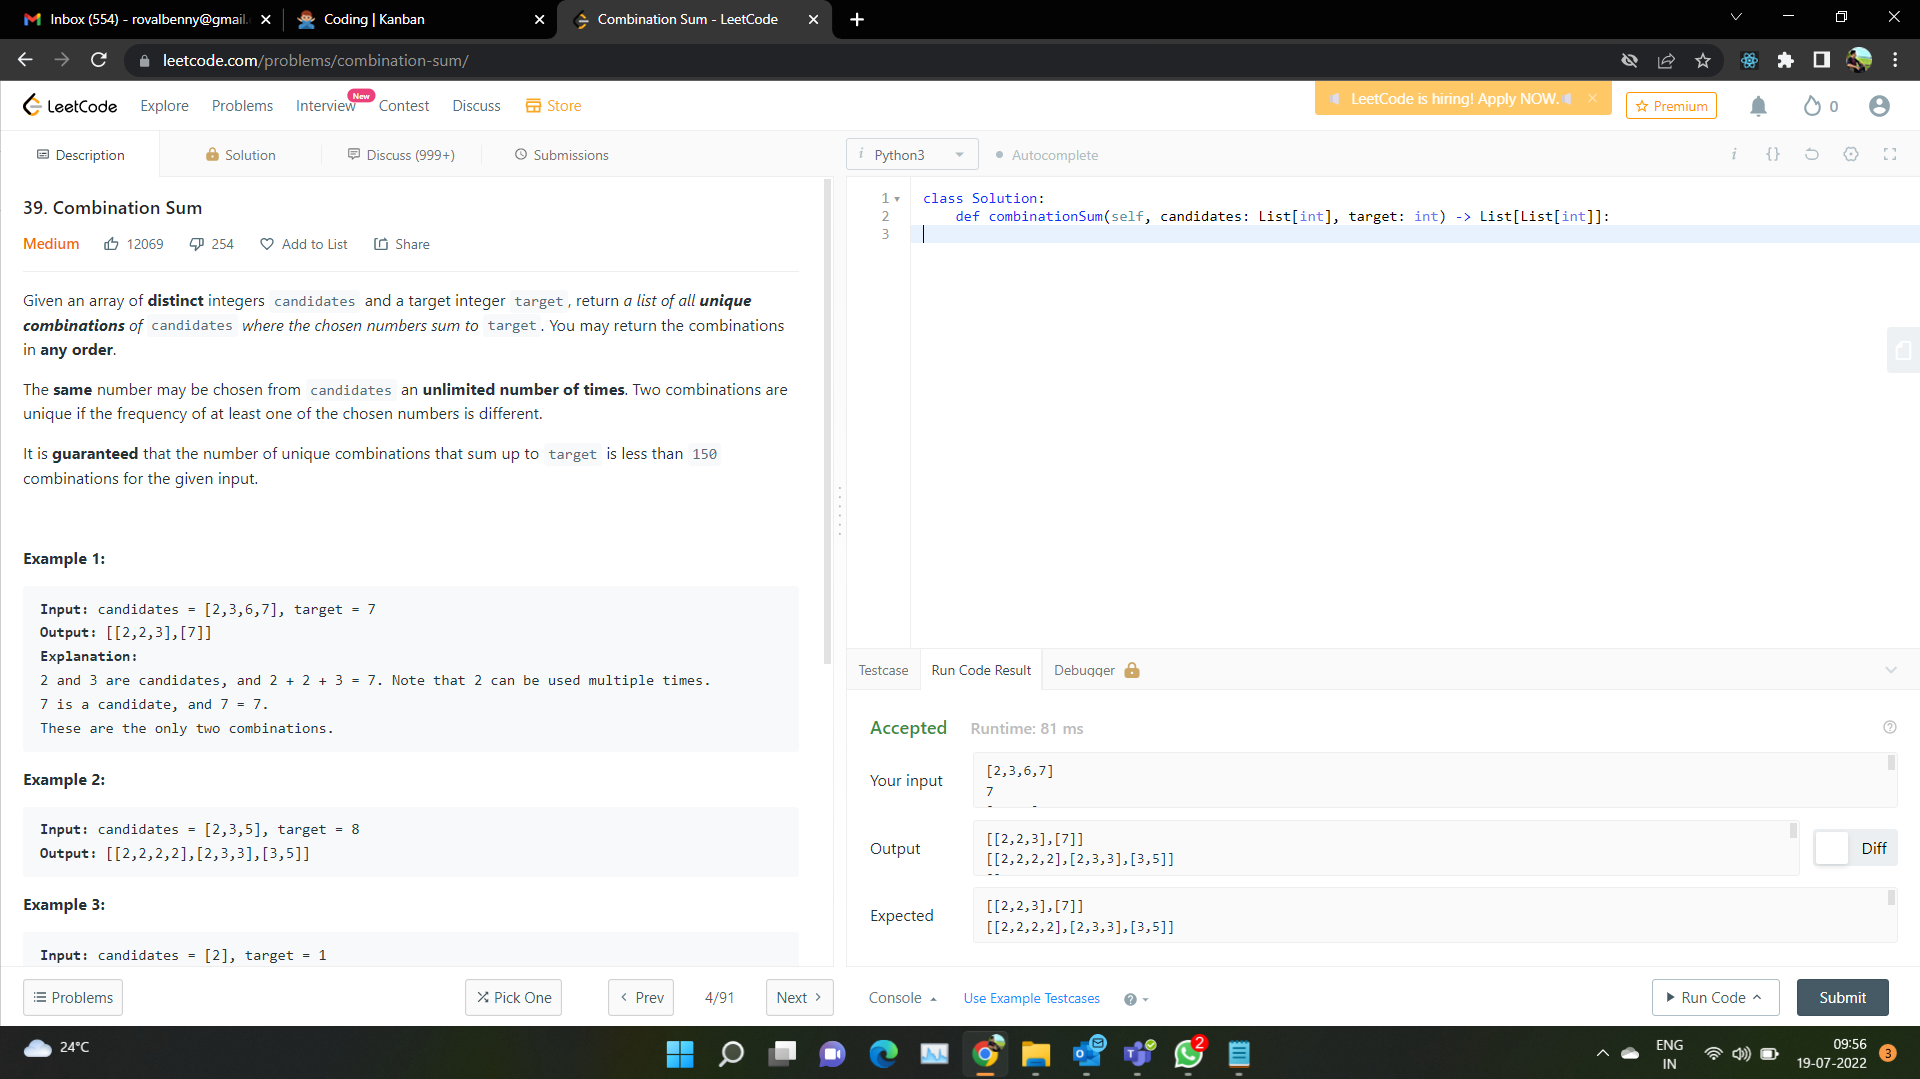 Inbox (554) - rovalbenny@gmail.
Coding | Kanban
Combination Sum - LeetCode
leetcode.com/problems/combination-sum/
LeetCode
Explore
Problems
Interview
New
Contest
Discuss
Store
LeetCode is hiring! Apply NOW.
Premium
0
Description
Solution
Discuss (999+)
Submissions
i Python3
Autocomplete
i {}
39. Combination Sum
Medium 12069 254 Add to List Share
Given an array of distinct integers candidates and a target integer target, return a list of all unique
combinations of candidates where the chosen numbers sum to target. You may return the combinations
in any order.
The same number may be chosen from candidates an unlimited number of times. Two combinations are
unique if the frequency of at least one of the chosen numbers is different.
It is guaranteed that the number of unique combinations that sum up to target is less than 150
combinations for the given input.
Example 1:
Input: candidates = [2,3,6,7], target = 7
Output: [[2,2,3],[7]]
Explanation:
2 and 3 are candidates, and 2 + 2 + 3 = 7. Note that 2 can be used multiple times.
7 is a candidate, and 7 = 7.
These are the only two combinations.
Example 2:
Input: candidates = [2,3,5], target = 8
Output: [[2,2,2,2],[2,3,3],[3,5]]
Example 3:
Input: candidates = [2], target = 1
Problems
Pick One
Prev
4/91
Next
1 class Solution:
2 def combinationSum(self, candidates: List[int], target: int) -> List[List[int]]:
3
Testcase
Run Code Result
Debugger
Accepted Runtime: 81 ms
Your input
[2,3,6,7]
7
Output
[[2,2,3],[7]]
[[2,2,2,2],[2,3,3],[3,5]]
Diff
Expected
[[2,2,3],[7]]
[[2,2,2,2],[2,3,3],[3,5]]
Console
Use Example Testcases
Run Code
Submit
24°C
2
ENG
IN
09:56
19-07-2022
3